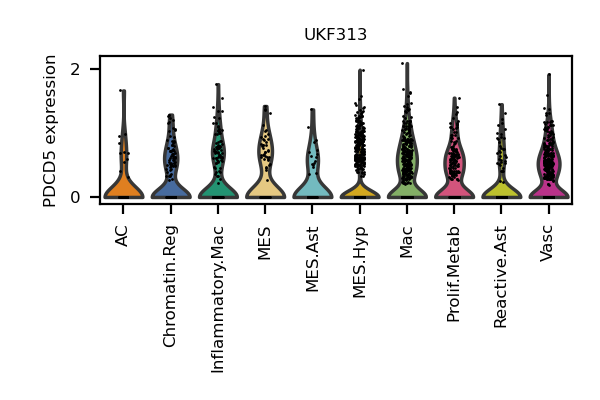 UKF313
PDCD5 expression
2
0
AC
Chromatin.Reg
Inflammatory.Mac
MES
MES.Ast
MES.Hyp
Mac
Prolif.Metab
Reactive.Ast
Vasc